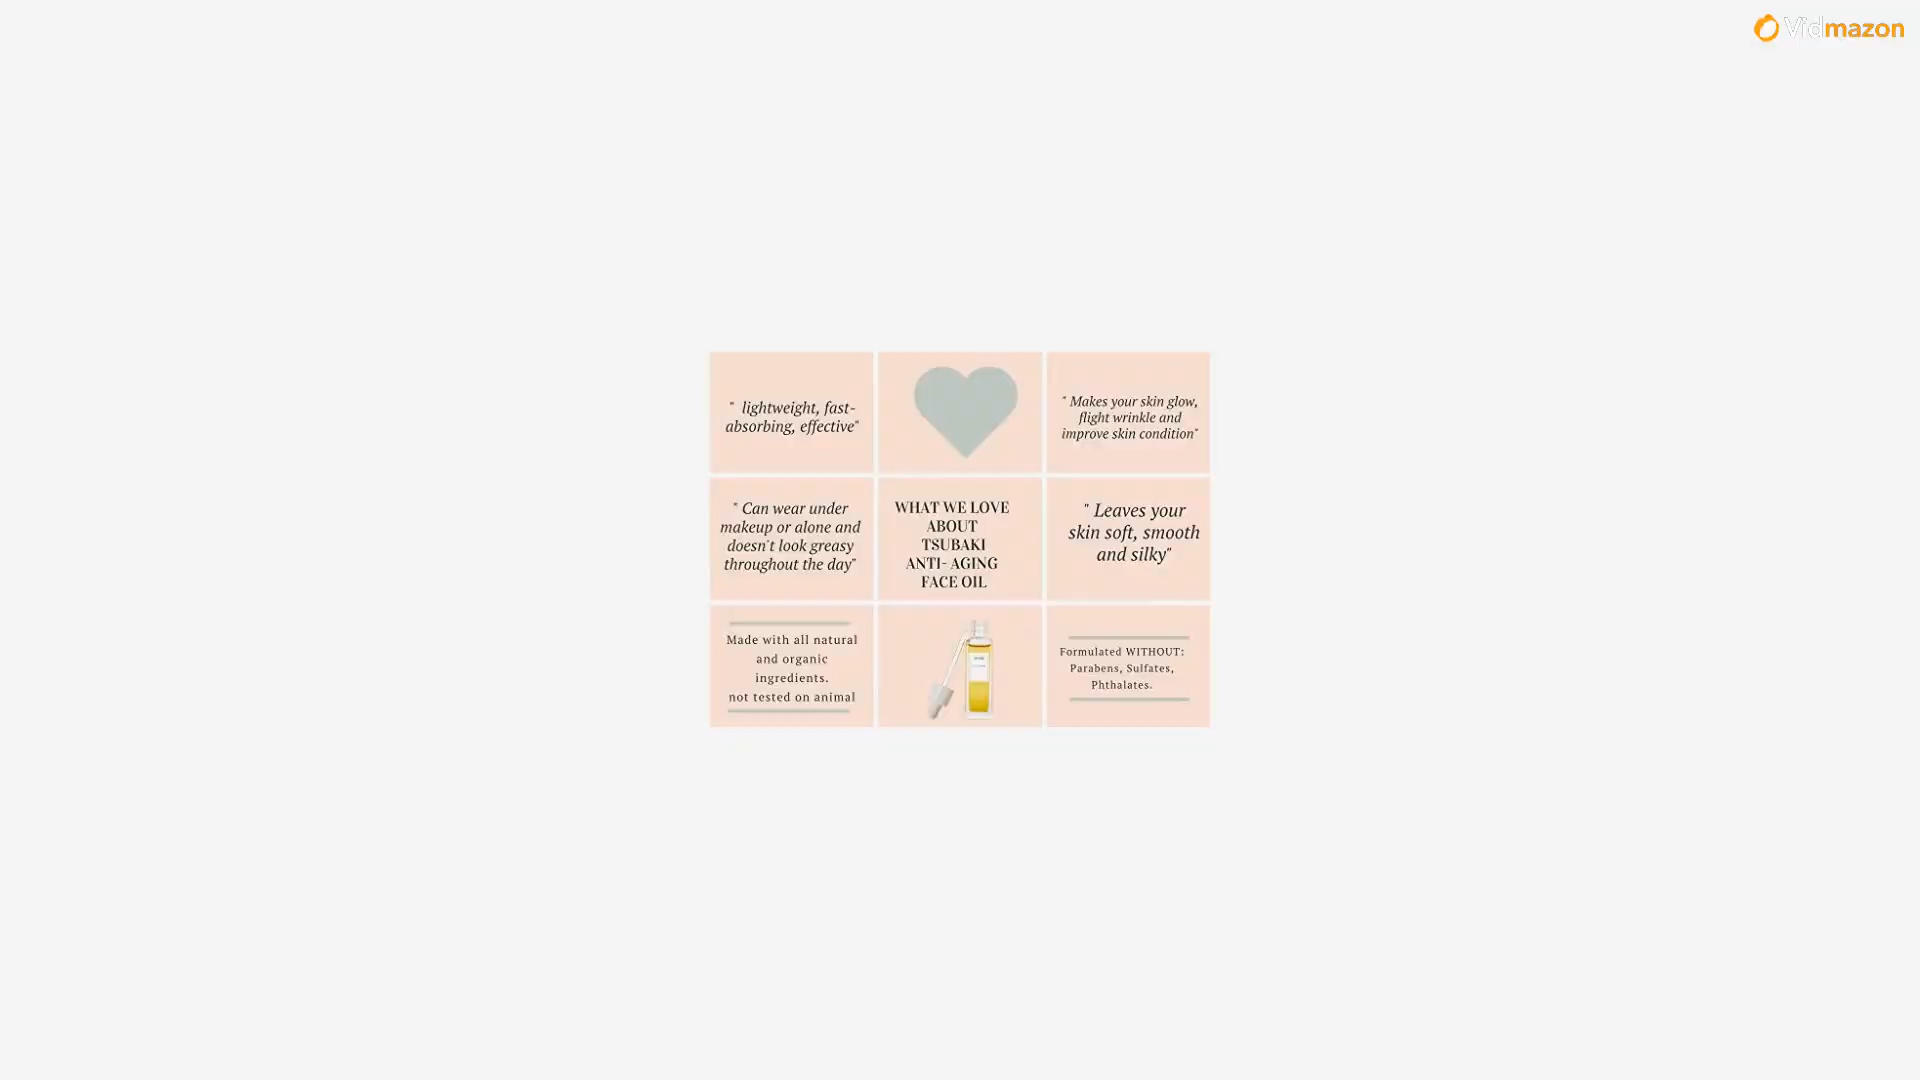 Vidmazon
" lightweight, fast-
absorbing, effective"
" Makes your skin glow,
flight wrinkle and
improve skin condition"
" Can wear under
makeup or alone and
doesn't look greasy
throughout the day"
WHAT WE LOVE
ABOUT
TSUBAKI
ANTI- AGING
FACE OIL
" Leaves your
skin soft, smooth
and silky"
Made with all natural
and organic
ingredients.
not tested on animal
Formulated WITHOUT:
Parabens, Sulfates,
Phthalates.